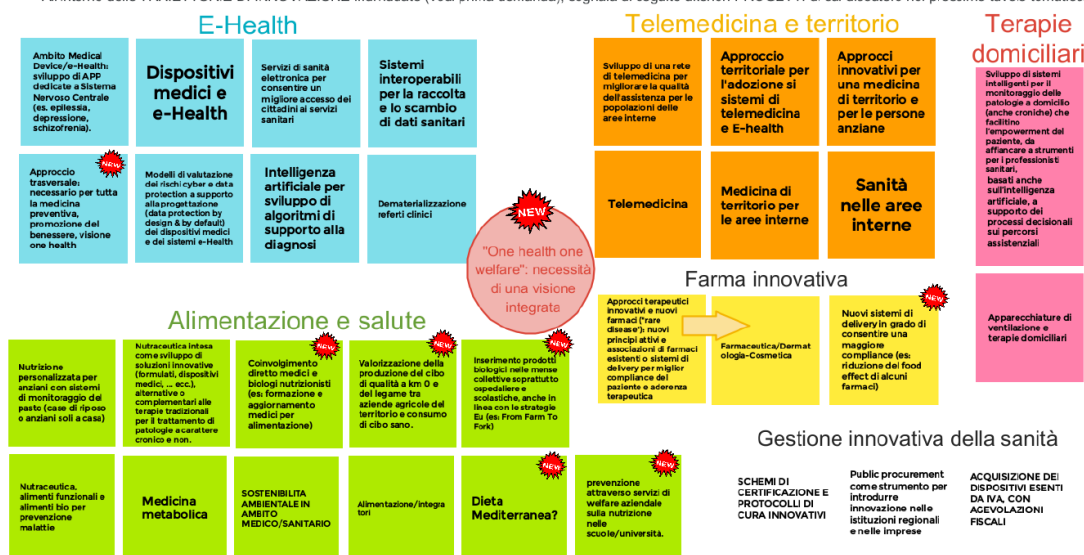 E-Health
Ambito Medical
Device/e-Health:
sviluppo di APP
dedicate a Sistema
Nervoso Centrale
(es. epilessia,
depressione,
schizofrenia).
Dispositivi
medici e
e-Health
Servizi di sanità
elettronica per
consentire un
migliore accesso dei
cittadini ai servizi
sanitari
Sistemi
interoperabili
per la raccolta
e lo scambio
di dati sanitari
NEW
Approccio
trasversale:
necessario per tutta
la medicina
preventiva,
promozione del
benessere, visione
one health
Modelli di valutazione
dei rischi cyber e data
protection a supporto
alla progettazione
(data protection by
design & by default)
dei dispositivi medici
e dei sistemi e-Health
Intelligenza
artificiale per
sviluppo di
algoritmi di
supporto alla
diagnosi
Dematerializzazione
referti clinici
NEW
"One health one
welfare": necessità
di una visione
integrata
Telemedicina e territorio
Sviluppo di una rete
di telemedicina per
migliorare la qualità
dell'assistenza per le
popolazioni delle
aree interne
Approccio
territoriale per
l'adozione si
sistemi di
telemedicina
e E-health
Approcci
innovativi per
una medicina
di territorio e
per le persone
anziane
Telemedicina
Medicina di
territorio per
le aree interne
Sanità
nelle aree
interne
Terapie
domiciliari
Sviluppo di sistemi
intelligenti per il
monitoraggio delle
patologie a domicilio
(anche croniche) che
facilitino
l'empowerment del
paziente, da
affiancare a strumenti
per i professionisti
sanitari,
basati anche
sull'intelligenza
artificiale, a
supporto dei
processi decisionali
sui percorsi
assistenziali
Apparecchiature di
ventilazione e
terapie domiciliari
Farma innovativa
Approcci terapeutici
innovativi e nuovi
farmaci ("rare
disease"): nuovi
principi attivi e
associazioni di farmaci
esistenti o sistemi di
delivery per miglior
compliance del
paziente e aderenza
terapeutica
Farmaceutica/Dermat
ologia-Cosmetica
NEW
Nuovi sistemi di
delivery in grado di
consentire una
maggiore
compliance (es:
riduzione dei food
effect di alcuni
farmaci)
Alimentazione e salute
Nutrizione
personalizzata per
anziani con sistemi
di monitoraggio del
pasto (case di riposo
o anziani soli a casa)
Nutraceutica intesa
come sviluppo di
soluzioni innovative
(formulati, dispositivi
medici, ... ecc.),
alternative o
complementari alle
terapie tradizionali
per il trattamento di
patologie a carattere
cronico e non.
NEW
Coinvolgimento
diretto medici e
biologi nutrizionisti
(es: formazione e
aggiornamento
medici per
alimentazione)
NEW
Valorizzazione della
produzione del cibo
di qualità a km 0 e
del legame tra
aziende agricole del
territorio e consumo
di cibo sano.
NEW
Inserimento prodotti
biologici nelle mense
collettive soprattutto
ospedaliere e
scolastiche, anche in
linea con le strategie
Eu (es: From Farm To
Fork)
Nutraceutica,
alimenti funzionali e
alimenti bio per
prevenzione
malattie
Medicina
metabolica
SOSTENIBILITA
AMBIENTALE IN
AMBITO
MEDICO/SANITARIO
Alimentazione/integra
tori
NEW
Dieta
Mediterranea?
NEW
prevenzione
attraverso servizi di
welfare aziendale
sulla nutrizione
nelle
scuole/università.
Gestione innovativa della sanità
SCHEMI DI
CERTIFICAZIONE E
PROTOCOLLI DI
CURA INNOVATIVI
Public procurement
come strumento per
introdurre
innovazione nelle
istituzioni regionali
e nelle imprese
ACQUISIZIONE DEI
DISPOSITIVI ESENTI
DA IVA, CON
AGEVOLAZIONI
FISCALI